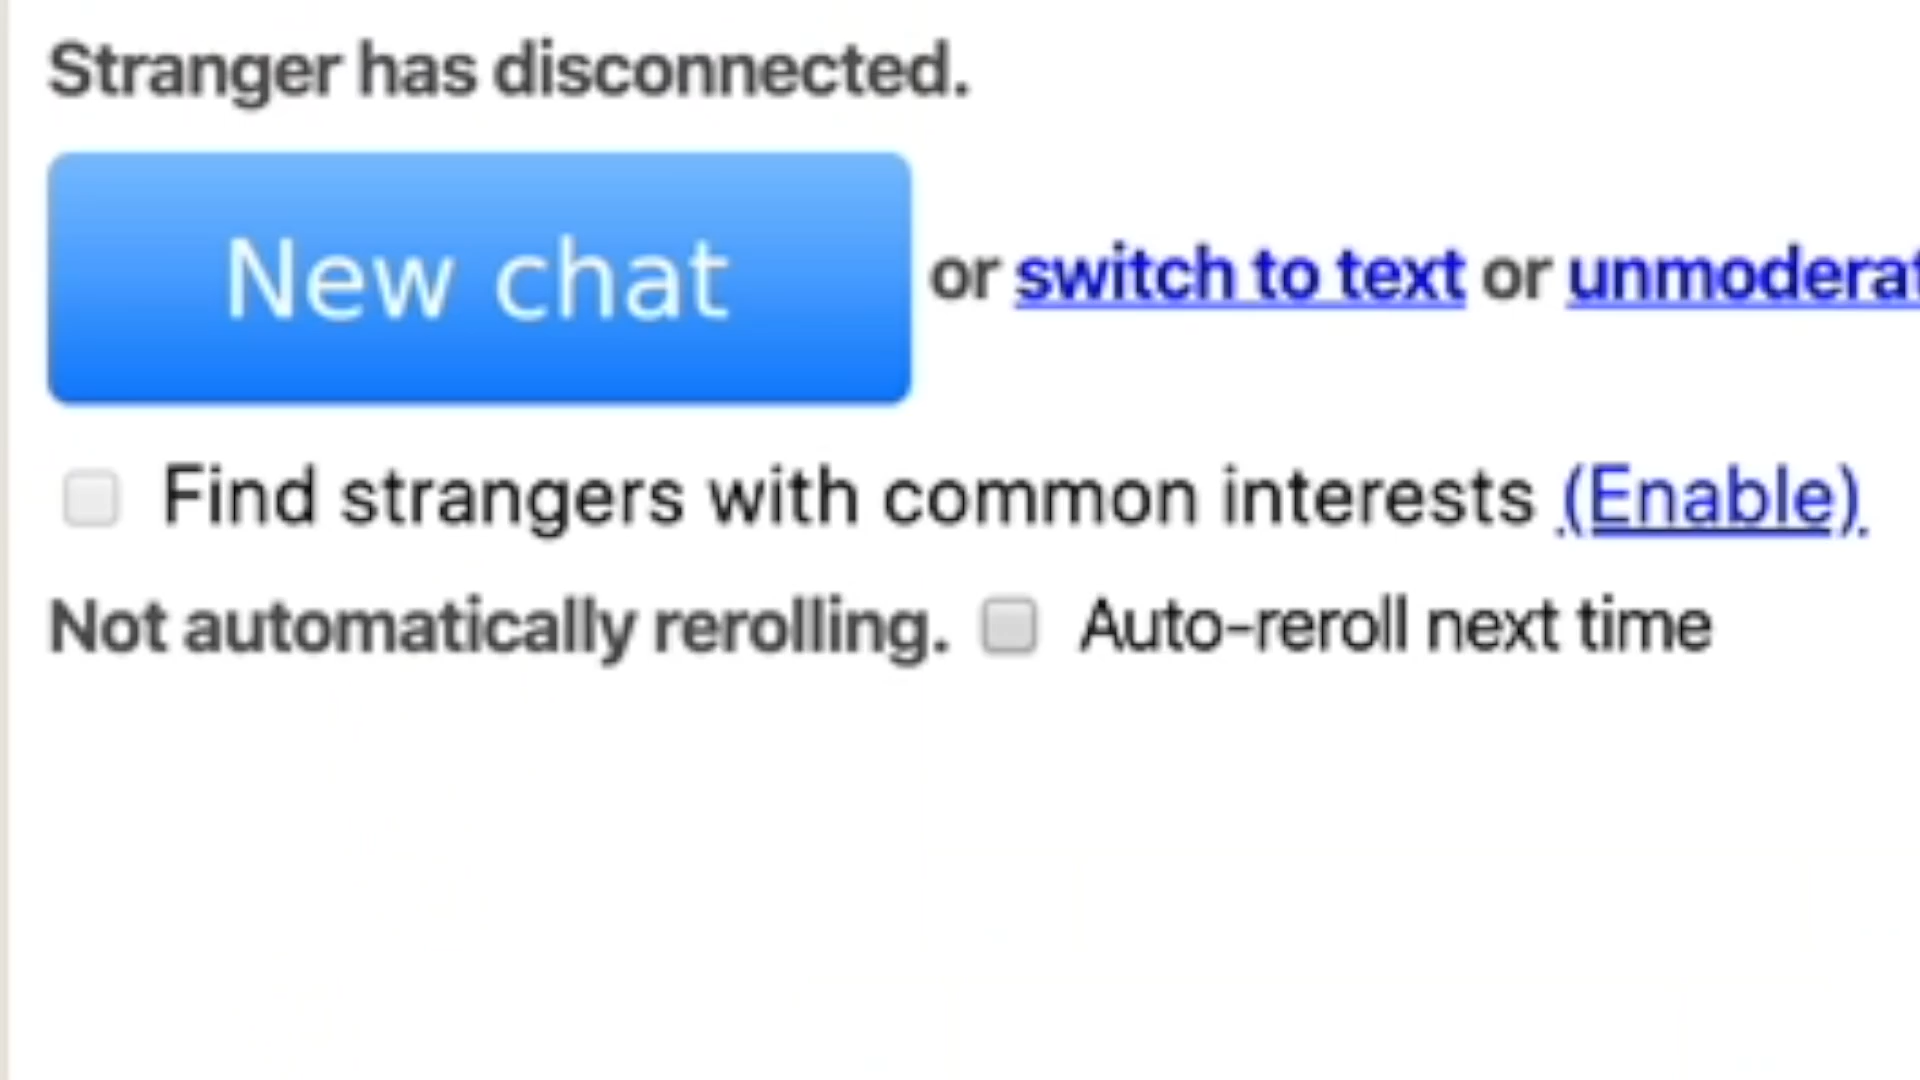 Stranger has disconnected.
New chat or switch to text or
Find strangers with common interests (Enable)
Not automatically rerolling. Auto-reroll next time